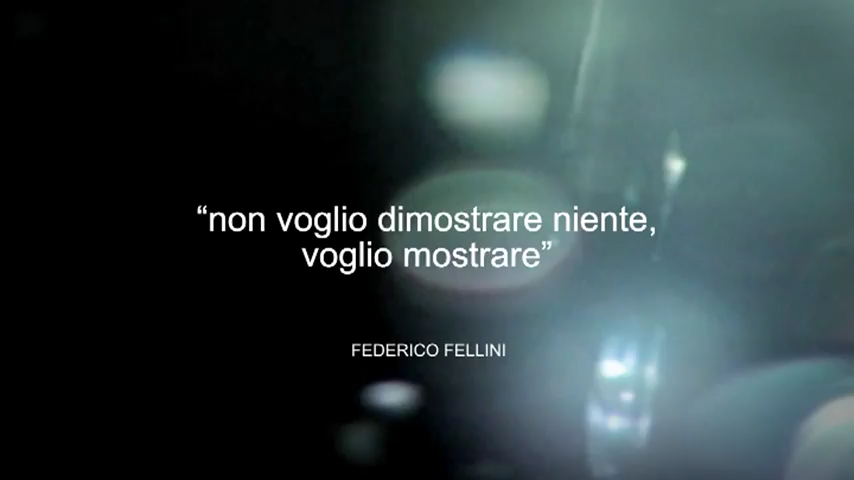 “non voglio dimostrare niente,
voglio mostrare”
FEDERICO FELLINI